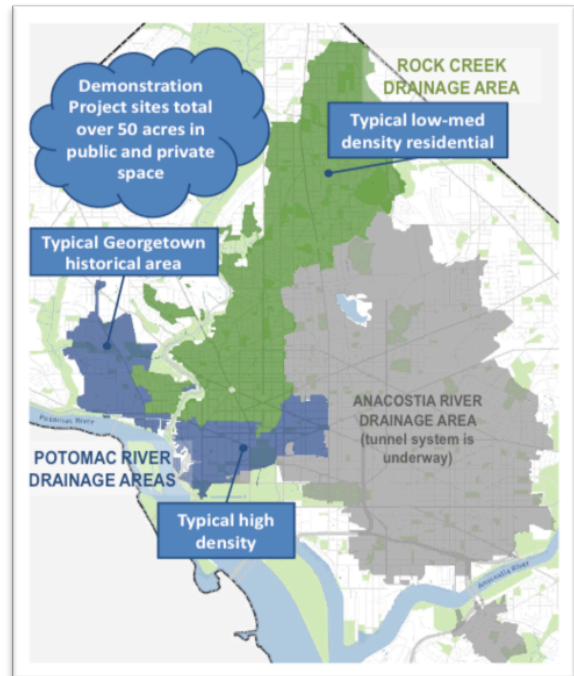 Demonstration
Project sites total
over 50 acres in
public and private
space
ROCK CREEK
DRAINAGE AREA
Typical low-med
density residential
Typical Georgetown
historical area
ANACOSTIA RIVER
DRAINAGE AREA
(tunnel system is
underway)
Potomac River
POTOMAC RIVER
DRAINAGE AREAS
Typical high
density
Anacostia River